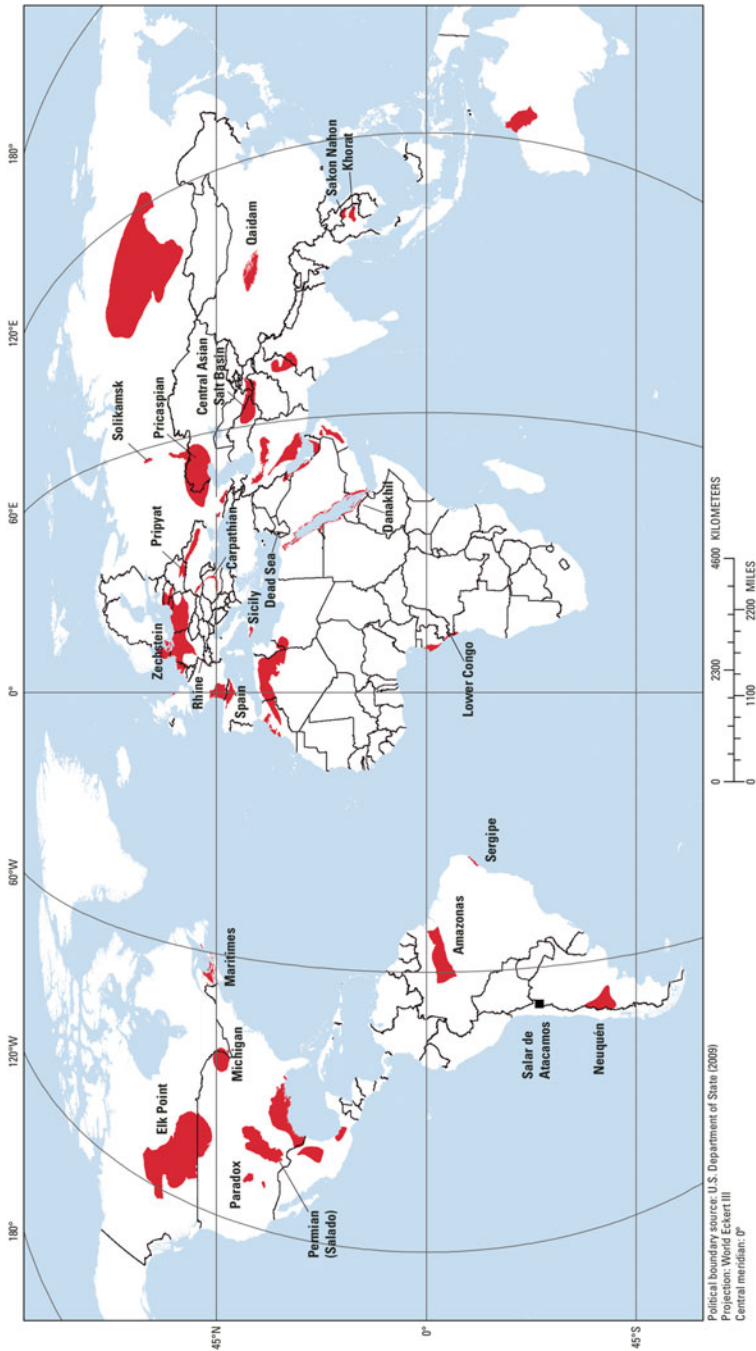 180°
120°W
60°W
0°
60°E
120°E
180°
45°N
0°
45°S
Elk Point
Michigan
Maritimes
Paradox
Permian
(Salado)
Amazonas
Sergipe
Salar de
Atacamos
Neuquén
Zechstein
Rhine
Spain
Sicily
Dead Sea
Carpathian
Pripyat
Solikamsk
Pricaspian
Central Asian
Salt Basin
Qaidam
Sakon Nahon
Khorat
Danakhil
Lower Congo
Political boundary source: U.S. Department of State (2009)
Projection: World Eckert III
Central meridian: 0°
0 2300 4600 KILOMETERS
0 1100 2200 MILES